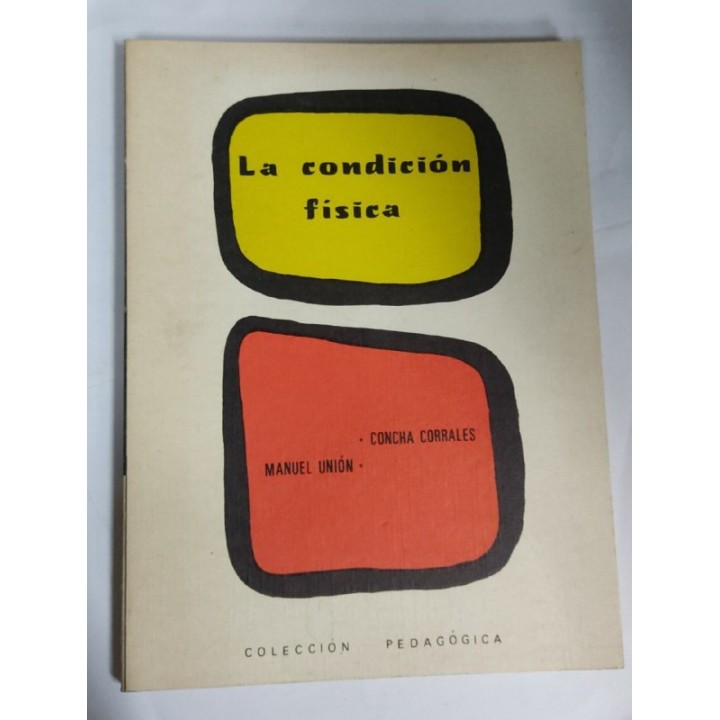 La condición
física
· CONCHA CORRALES
MANUEL UNIÓN ·
COLECCIÓN PEDAGÓGICA